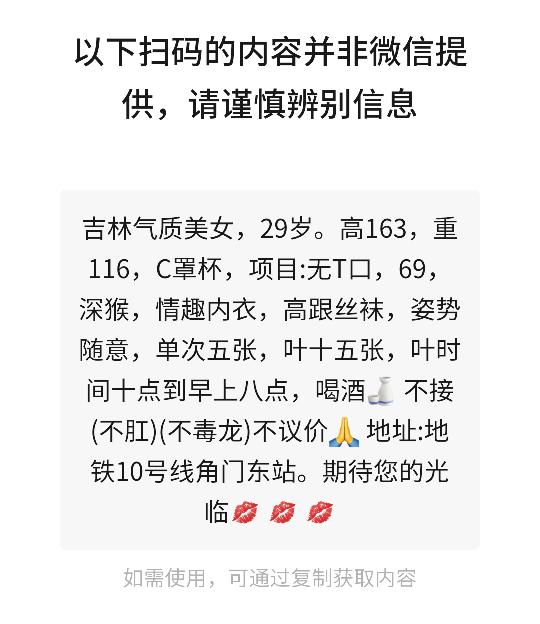 以下扫码的内容并非微信提
供，请谨慎辨别信息
吉林气质美女，29岁。高163，重
116，C罩杯，项目:无T口，69，
深猴，情趣内衣，高跟丝袜，姿势
随意，单次五张，叶十五张，叶时
间十点到早上八点，喝酒🍶 不接
(不肛)(不毒龙)不议价🙏 地址:地
铁10号线角门东站。期待您的光
临💋 💋 💋
如需使用，可通过复制获取内容